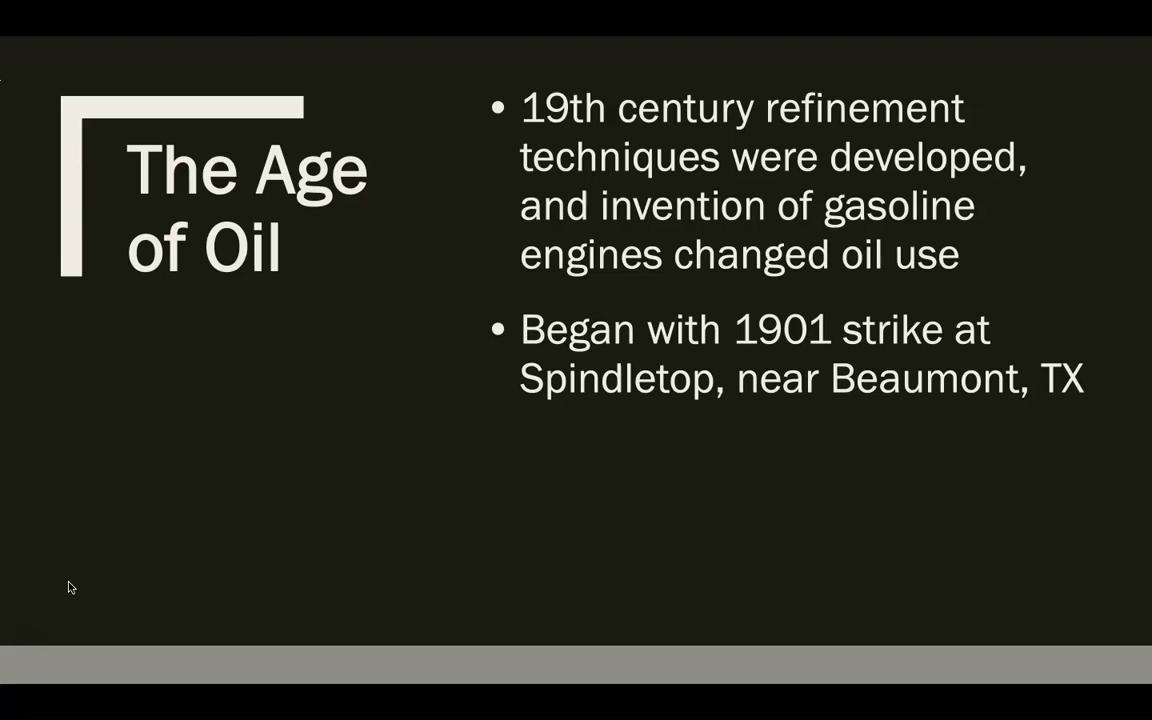 The Age
of Oil
• 19th century refinement
techniques were developed,
and invention of gasoline
engines changed oil use
• Began with 1901 strike at
Spindletop, near Beaumont, TX